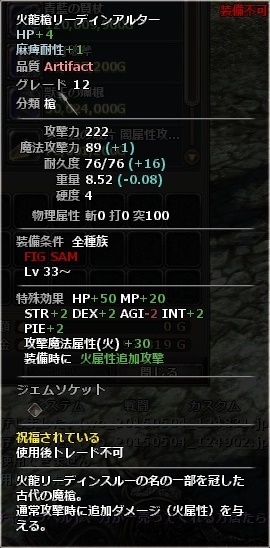 青藍の胄杖
装備不可
火龍槍リーディンアルター
HP+4
麻痺耐性+1
品質 Artifact
グレード 12
分類 槍
攻撃力 222
魔法攻撃力 89 (+1)
耐久度 76/76 (+16)
重量 8.52 (-0.08)
硬度 4
物理属性 斬0 打0 突100
装備条件 全種族
FIG SAM
Lv 33～
特殊効果 HP+50 MP+20
STR+2 DEX+2 AGI-2 INT+2
PIE+2
攻撃魔法属性(火) +30
装備時に 火属性追加攻撃
閉じる
ジェムソケット
祝福されている
使用後トレード不可
火龍リーディンスルーの名の一部を冠した
古代の魔槍。
通常攻撃時に追加ダメージ（火属性）を
与える。